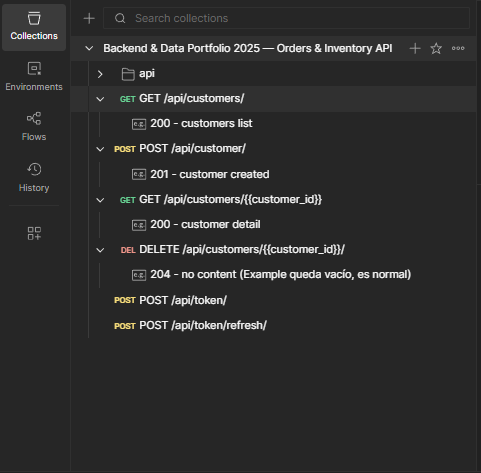 Collections
Search collections
Backend & Data Portfolio 2025 — Orders & Inventory API
Environments
api
GET GET /api/customers/
e.g. 200 - customers list
Flows
POST POST /api/customer/
e.g. 201 - customer created
History
GET GET /api/customers/{{customer_id}}
e.g. 200 - customer detail
DEL DELETE /api/customers/{{customer_id}}/
e.g. 204 - no content (Example queda vacío, es normal)
POST POST /api/token/
POST POST /api/token/refresh/